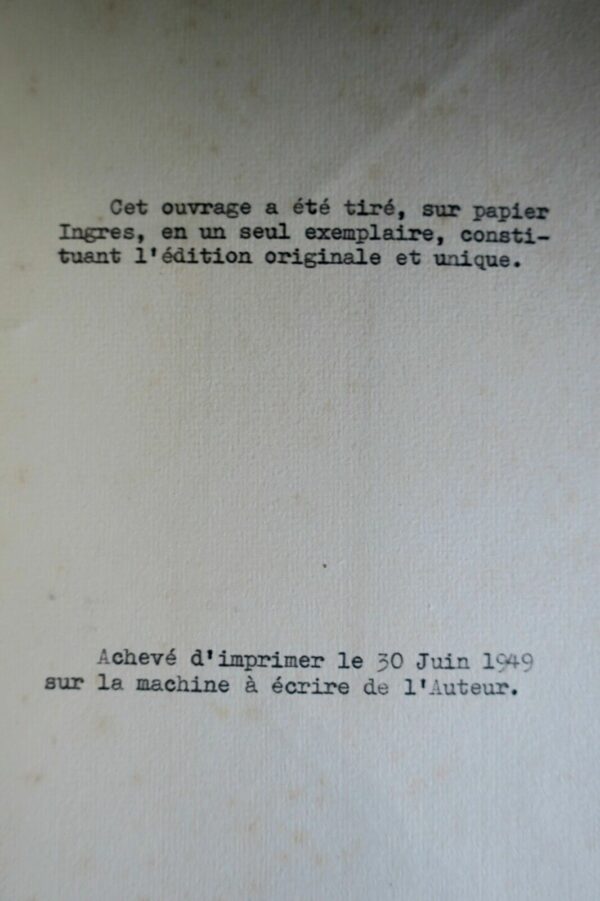 Cet ouvrage a été tiré, sur papier
Ingres, en un seul exemplaire, consti-
tuant l'édition originale et unique.
Achevé d'imprimer le 30 Juin 1949
sur la machine à écrire de l'Auteur.